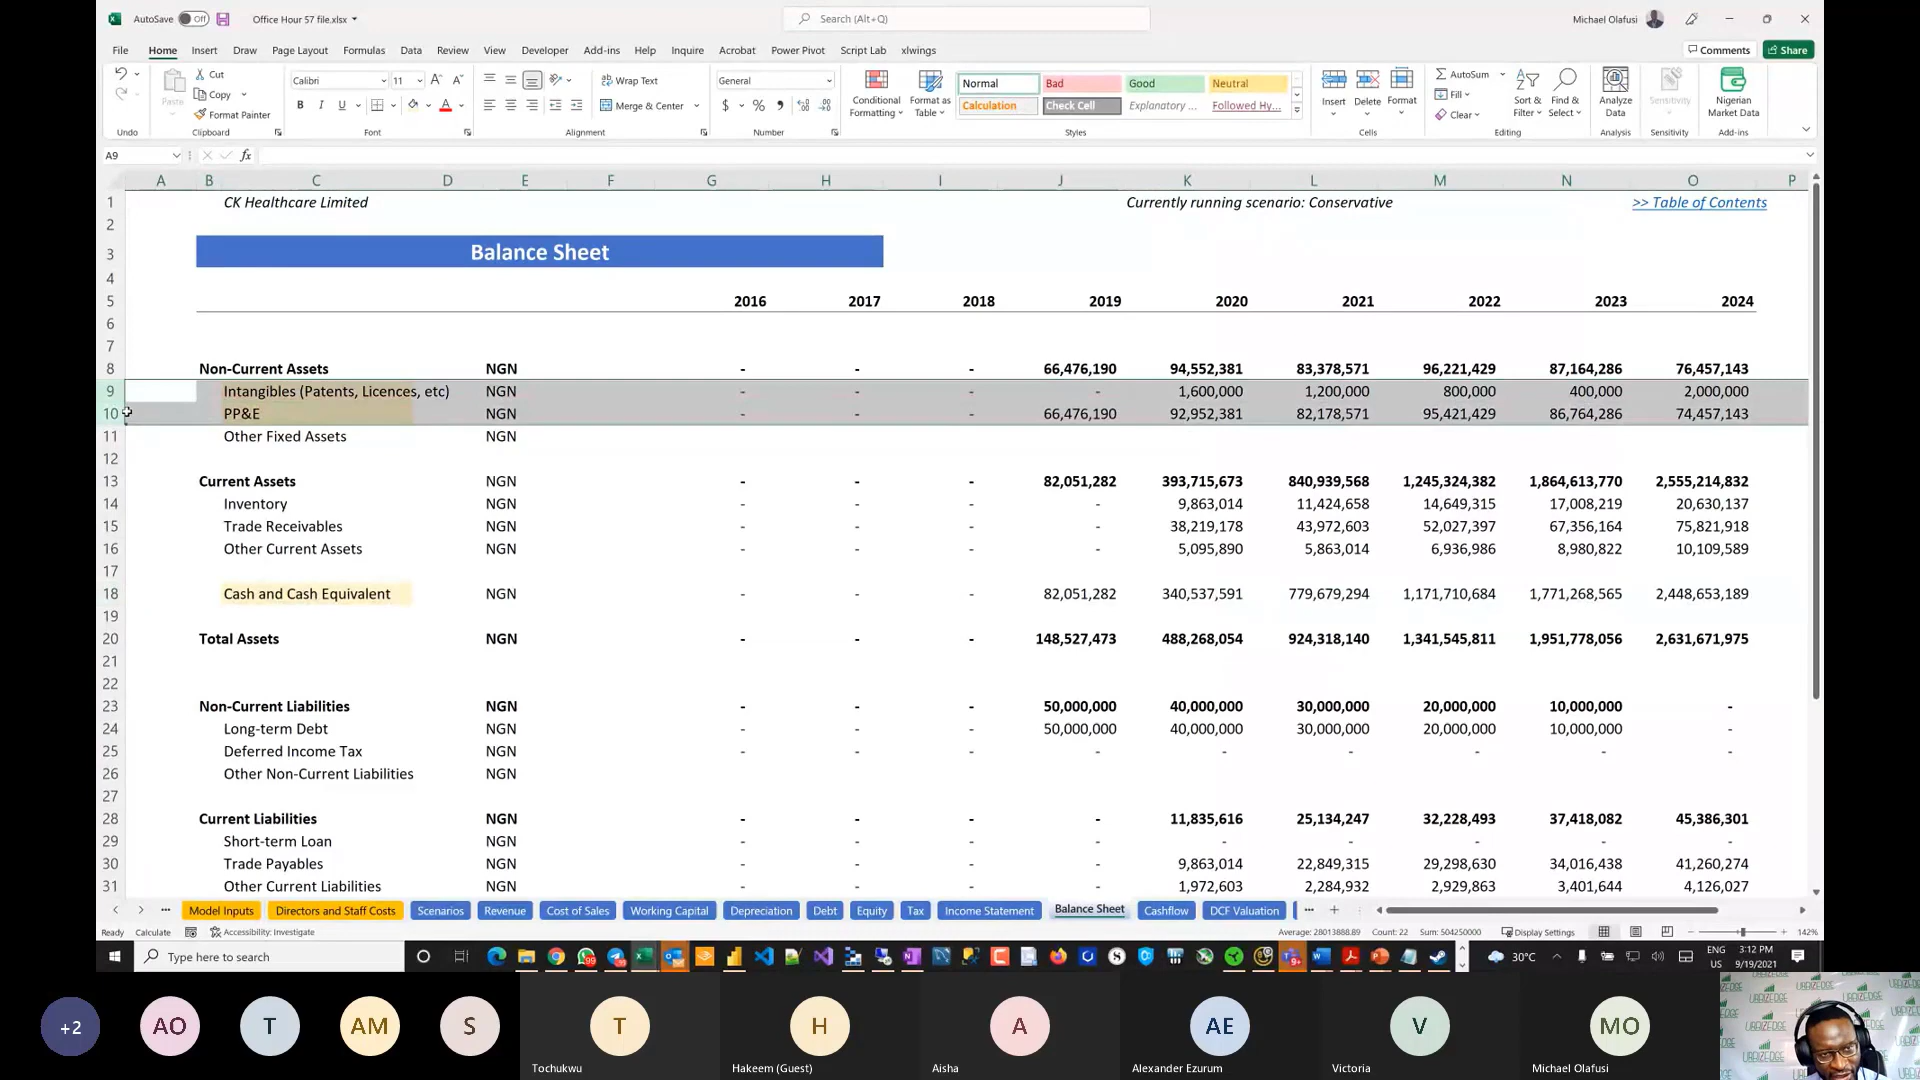 AutoSave Off Office Hour 57 file.xlsx Search (Alt+Q) Michael Olafusi
File Home Insert Draw Page Layout Formulas Data Review View Developer Add-ins Help Inquire Acrobat Power Pivot Script Lab xlwings Comments Share
Cut Calibri 11 Wrap Text General Normal Bad Good Neutral AutoSum
Paste Copy Conditional Formatting Format as Table Insert Delete Format Fill Sort & Filter Find & Select Analyze Data Sensitivity Nigerian Market Data
Format Painter B I U Merge & Center $ % Calculation Check Cell Explanatory ... Followed Hy... Clear
Undo Clipboard Font Alignment Number Styles Cells Editing Analysis Sensitivity Add-ins
A9 fx
A B C D E F G H I J K L M N O P
1 CK Healthcare Limited Currently running scenario: Conservative >> Table of Contents
2
3 Balance Sheet
4
5 2016 2017 2018 2019 2020 2021 2022 2023 2024
6
7
8 Non-Current Assets NGN - - - 66,476,190 94,552,381 83,378,571 96,221,429 87,164,286 76,457,143
9 Intangibles (Patents, Licences, etc) NGN - - - - 1,600,000 1,200,000 800,000 400,000 2,000,000
10 PP&E NGN - - - 66,476,190 92,952,381 82,178,571 95,421,429 86,764,286 74,457,143
11 Other Fixed Assets NGN
12
13 Current Assets NGN - - - 82,051,282 393,715,673 840,939,568 1,245,324,382 1,864,613,770 2,555,214,832
14 Inventory NGN - - - - 9,863,014 11,424,658 14,649,315 17,008,219 20,630,137
15 Trade Receivables NGN - - - - 38,219,178 43,972,603 52,027,397 67,356,164 75,821,918
16 Other Current Assets NGN - - - - 5,095,890 5,863,014 6,936,986 8,980,822 10,109,589
17
18 Cash and Cash Equivalent NGN - - - 82,051,282 340,537,591 779,679,294 1,171,710,684 1,771,268,565 2,448,653,189
19
20 Total Assets NGN - - - 148,527,473 488,268,054 924,318,140 1,341,545,811 1,951,778,056 2,631,671,975
21
22
23 Non-Current Liabilities NGN - - - 50,000,000 40,000,000 30,000,000 20,000,000 10,000,000 -
24 Long-term Debt NGN - - - 50,000,000 40,000,000 30,000,000 20,000,000 10,000,000 -
25 Deferred Income Tax NGN - - - - - - - - -
26 Other Non-Current Liabilities NGN
27
28 Current Liabilities NGN - - - - 11,835,616 25,134,247 32,228,493 37,418,082 45,386,301
29 Short-term Loan NGN - - - - - - - - -
30 Trade Payables NGN - - - - 9,863,014 22,849,315 29,298,630 34,016,438 41,260,274
31 Other Current Liabilities NGN - - - - 1,972,603 2,284,932 2,929,863 3,401,644 4,126,027
... Model Inputs Directors and Staff Costs Scenarios Revenue Cost of Sales Working Capital Depreciation Debt Equity Tax Income Statement Balance Sheet Cashflow DCF Valuation ...
Ready Calculate Accessibility: Investigate Average: 28013888.89 Count: 22 Sum: 504250000 Display Settings 142%
Type here to search 30°C ENG US 3:12 PM 9/19/2021
+2 AO T AM S T H A AE V MO
Tochukwu Hakeem (Guest) Aisha Alexander Ezurum Victoria Michael Olafusi
URBIZEDGE